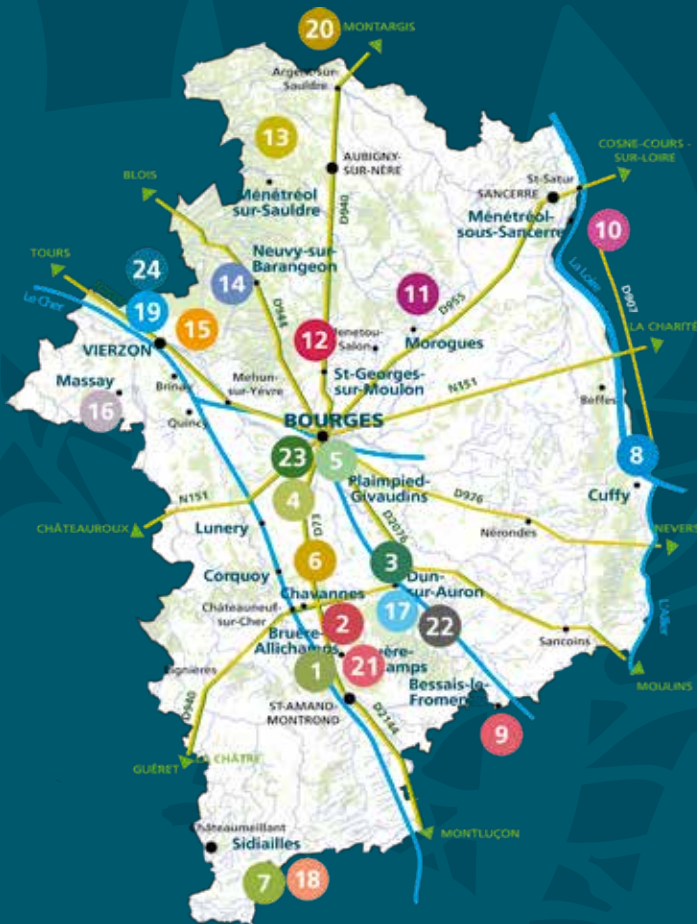 20
MONTARGIS
Argent-sur-
Sauldre
13
AUBIGNY-
SUR-NÈRE
COSNE-COURS -
SUR-LOIRE
BLOIS
Ménétréol
sur-Sauldre
D940
St-Satur
SANCERRE
Ménétréol-
sous-Sancerre
10
TOURS
24
Neuvy-sur-
Barangeon
14
La Loire
D907
Le Cher
19
15
D944
11
D955
12
Menetou-
Salon
Morogues
LA CHARITÉ
VIERZON
St-Georges-
sur-Moulon
Massay
16
Brinay
Mehun-
sur-Yèvre
N151
Beffes
Quincy
BOURGES
23
5
8
Plaimpied-
Givaudins
Cuffy
N151
4
D976
CHÂTEAUROUX
Lunery
D73
D2076
Nérondes
NEVERS
6
3
Corquoy
Dun-
sur-Auron
Chavannes
Châteauneuf-
sur-Cher
2
17
22
L'Allier
Bruère-
Allichamps
Sancoins
1
21
Lignières
Bessais-le-
Fromental
MOULINS
ST-AMAND-
MONTROND
D940
D2144
9
GUÉRET
LA CHÂTRE
Châteaumeillant
MONTLUÇON
Sidiailles
7
18